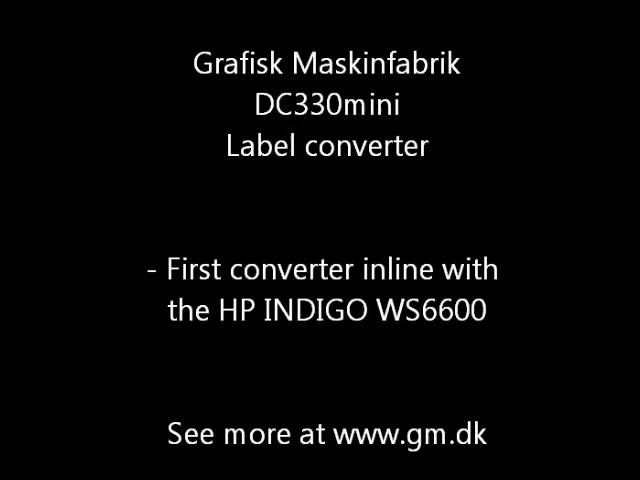 Grafisk Maskinfabrik
DC330mini
Label converter
- First converter inline with
the HP INDIGO WS6600
See more at www.gm.dk